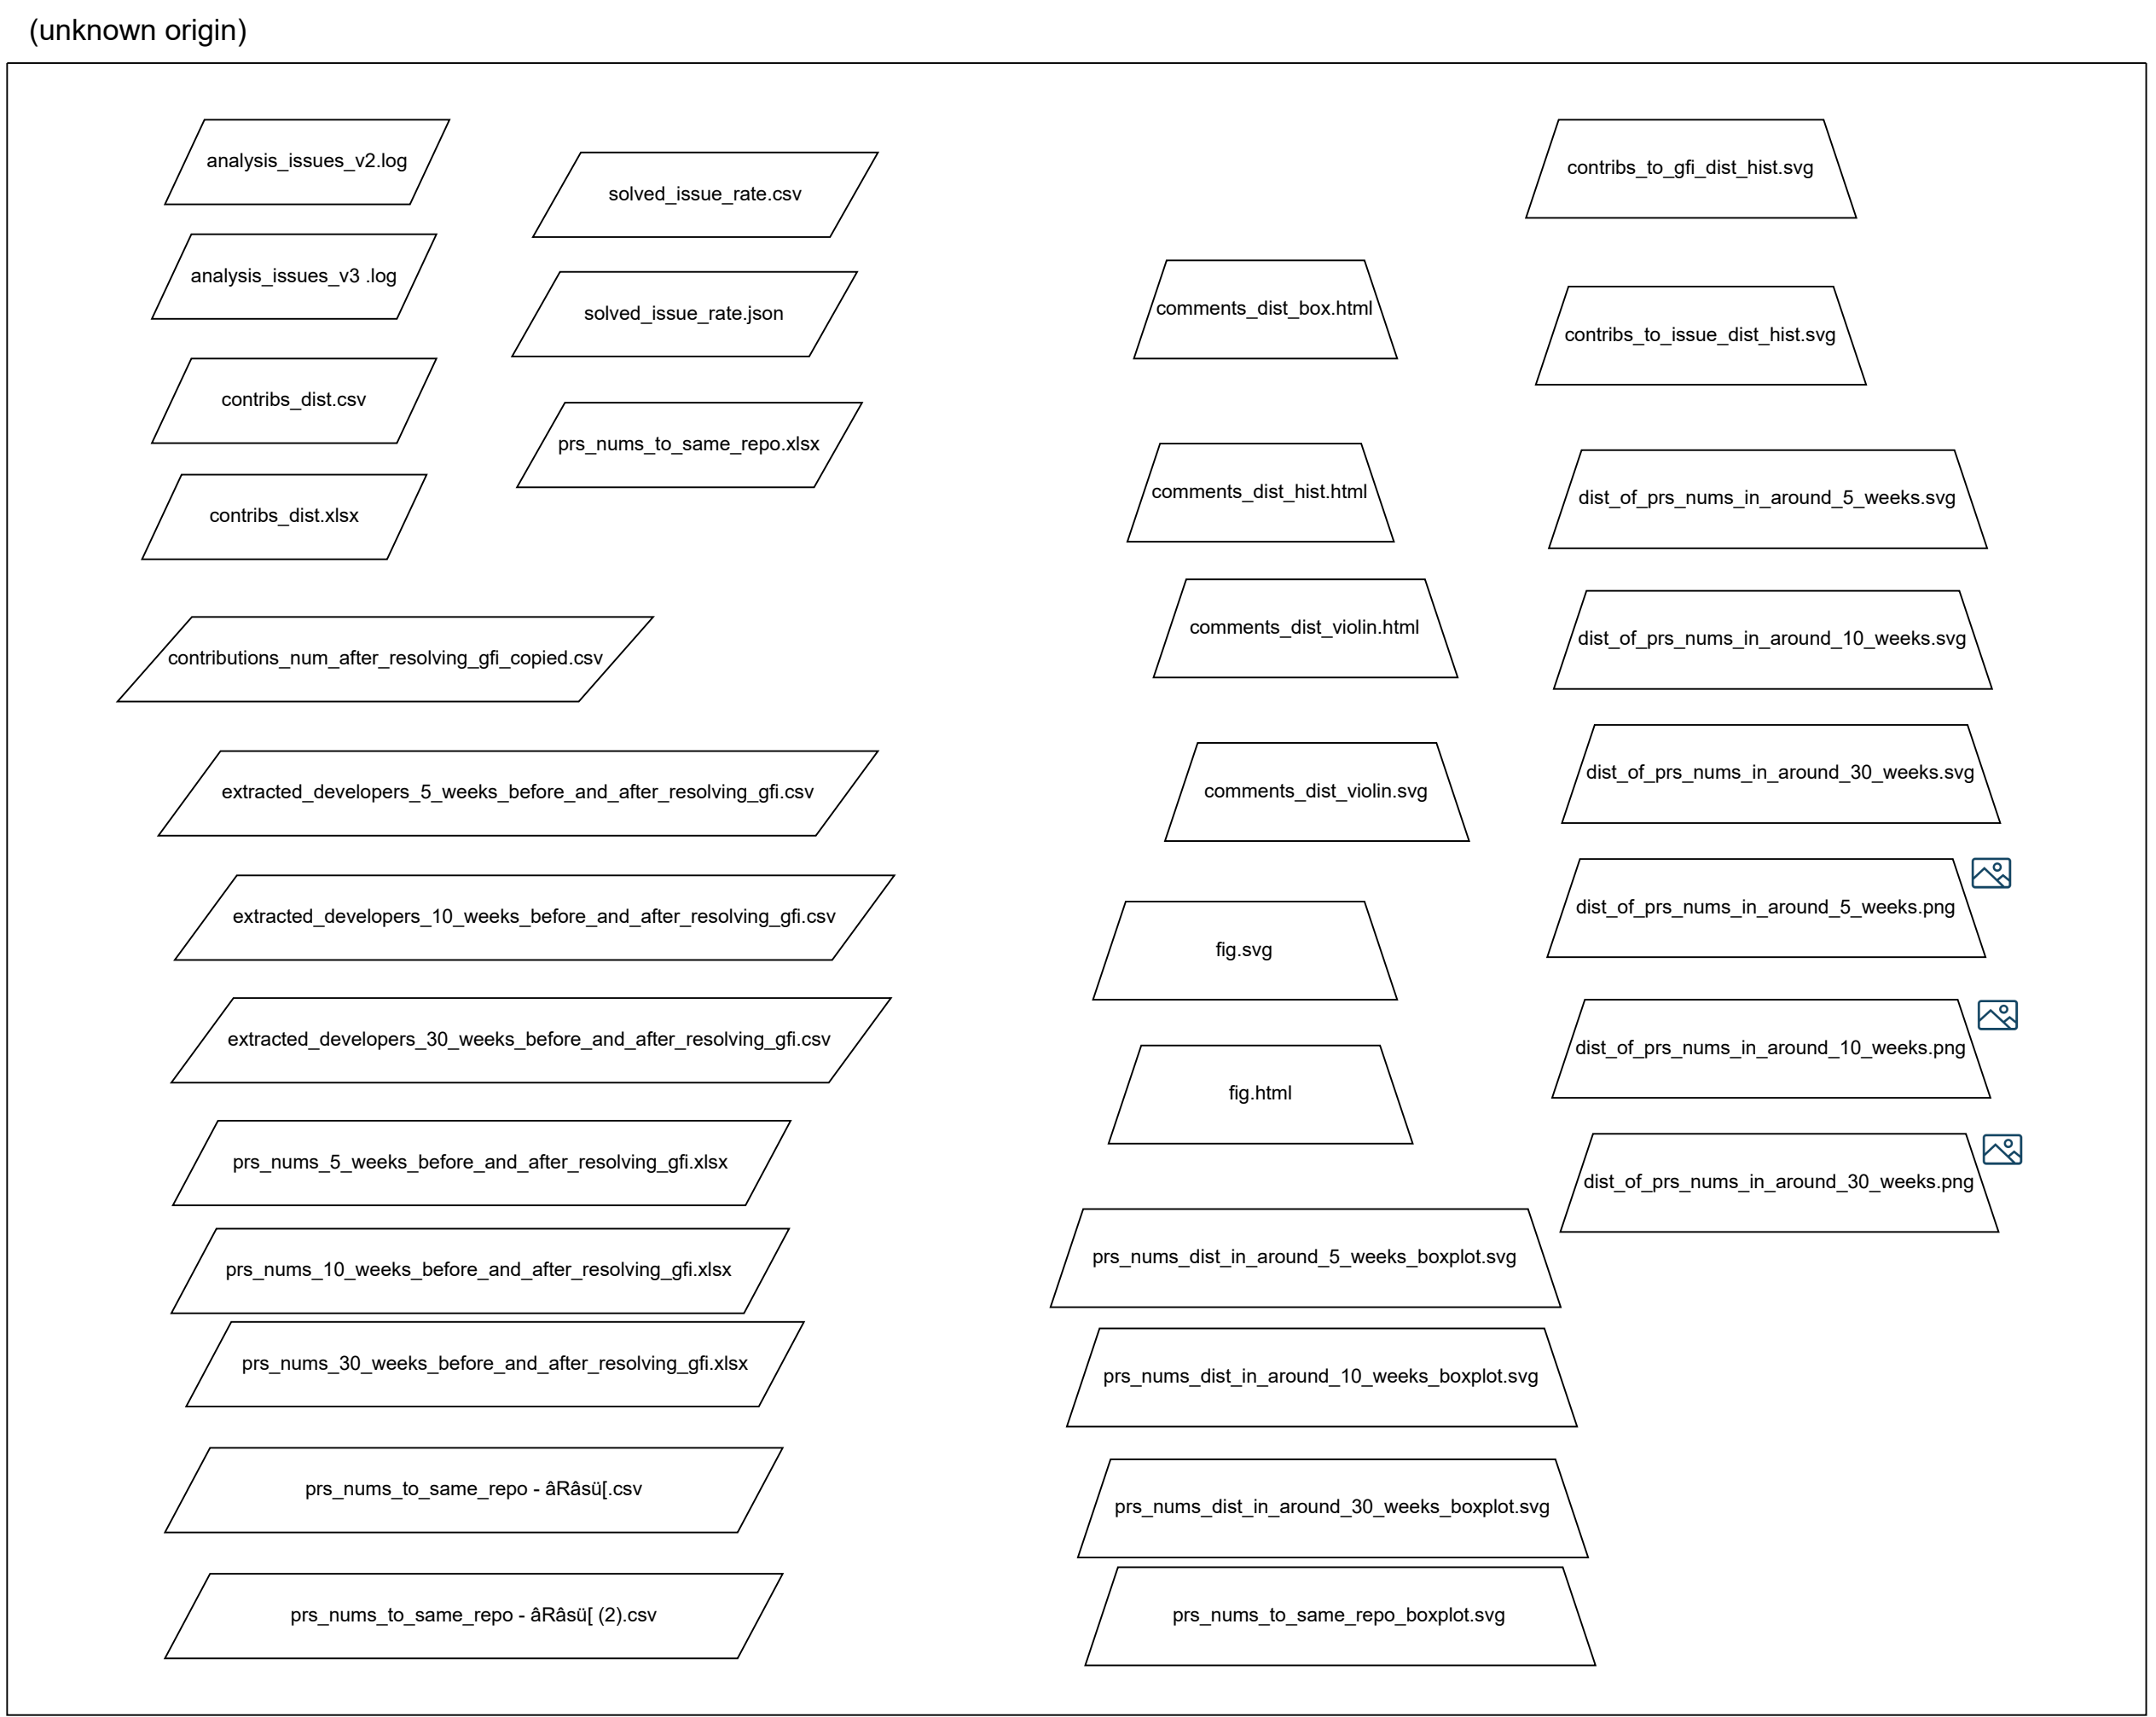 (unknown origin)
analysis_issues_v2.log
analysis_issues_v3 .log
contribs_dist.csv
contribs_dist.xlsx
solved_issue_rate.csv
solved_issue_rate.json
prs_nums_to_same_repo.xlsx
contributions_num_after_resolving_gfi_copied.csv
extracted_developers_5_weeks_before_and_after_resolving_gfi.csv
extracted_developers_10_weeks_before_and_after_resolving_gfi.csv
extracted_developers_30_weeks_before_and_after_resolving_gfi.csv
prs_nums_5_weeks_before_and_after_resolving_gfi.xlsx
prs_nums_10_weeks_before_and_after_resolving_gfi.xlsx
prs_nums_30_weeks_before_and_after_resolving_gfi.xlsx
prs_nums_to_same_repo - âRâsü[.csv
prs_nums_to_same_repo - âRâsü[ (2).csv
comments_dist_box.html
comments_dist_hist.html
comments_dist_violin.html
comments_dist_violin.svg
fig.svg
fig.html
prs_nums_dist_in_around_5_weeks_boxplot.svg
prs_nums_dist_in_around_10_weeks_boxplot.svg
prs_nums_dist_in_around_30_weeks_boxplot.svg
prs_nums_to_same_repo_boxplot.svg
contribs_to_gfi_dist_hist.svg
contribs_to_issue_dist_hist.svg
dist_of_prs_nums_in_around_5_weeks.svg
dist_of_prs_nums_in_around_10_weeks.svg
dist_of_prs_nums_in_around_30_weeks.svg
dist_of_prs_nums_in_around_5_weeks.png
dist_of_prs_nums_in_around_10_weeks.png
dist_of_prs_nums_in_around_30_weeks.png